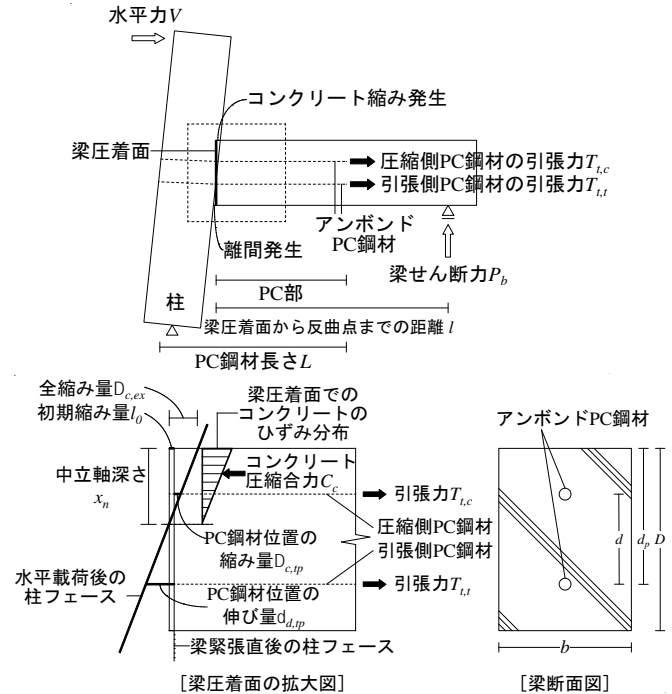 水平力V
コンクリート縮み発生
梁圧着面
圧縮側PC鋼材の引張力T_{t,c}
引張側PC鋼材の引張力T_{t,t}
アンボンド
PC鋼材
離間発生
梁せん断力P_b
PC部
柱
梁圧着面から反曲点までの距離 l
PC鋼材長さL
全縮み量D_{c,ex}
初期縮み量l_0
梁圧着面での
コンクリートの
ひずみ分布
アンボンドPC鋼材
中立軸深さ
x_n
コンクリート
圧縮合力C_c
引張力T_{t,c}
圧縮側PC鋼材
引張側PC鋼材
PC鋼材位置の
縮み量D_{c,tp}
d
d_p
D
水平載荷後の
柱フェース
引張力T_{t,t}
PC鋼材位置の
伸び量d_{d,tp}
b
梁緊張直後の柱フェース
[梁圧着面の拡大図]
[梁断面図]